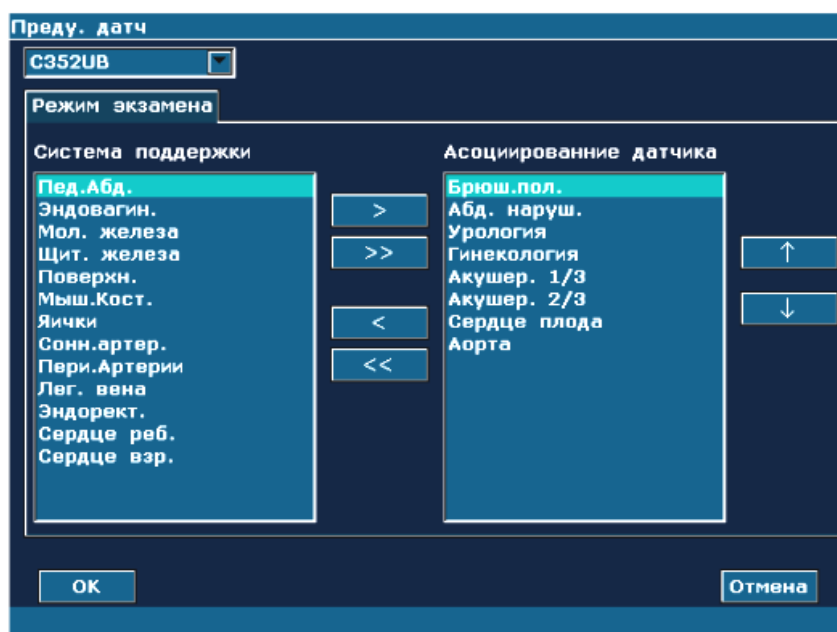 Преду. датч
C352UB
Режим экзамена
Система поддержки
Пед.Абд.
Эндовагин.
Мол. железа
Щит. железа
Поверхн.
Мыш.Кост.
Яички
Сонн.артер.
Пери.Артерии
Лег. вена
Эндорект.
Сердце реб.
Сердце взр.
>
>>
<
<<
Асоциированние датчика
Брюш.пол.
Абд. наруш.
Урология
Гинекология
Акушер. 1/3
Акушер. 2/3
Сердце плода
Аорта
↑
↓
OK
Отмена